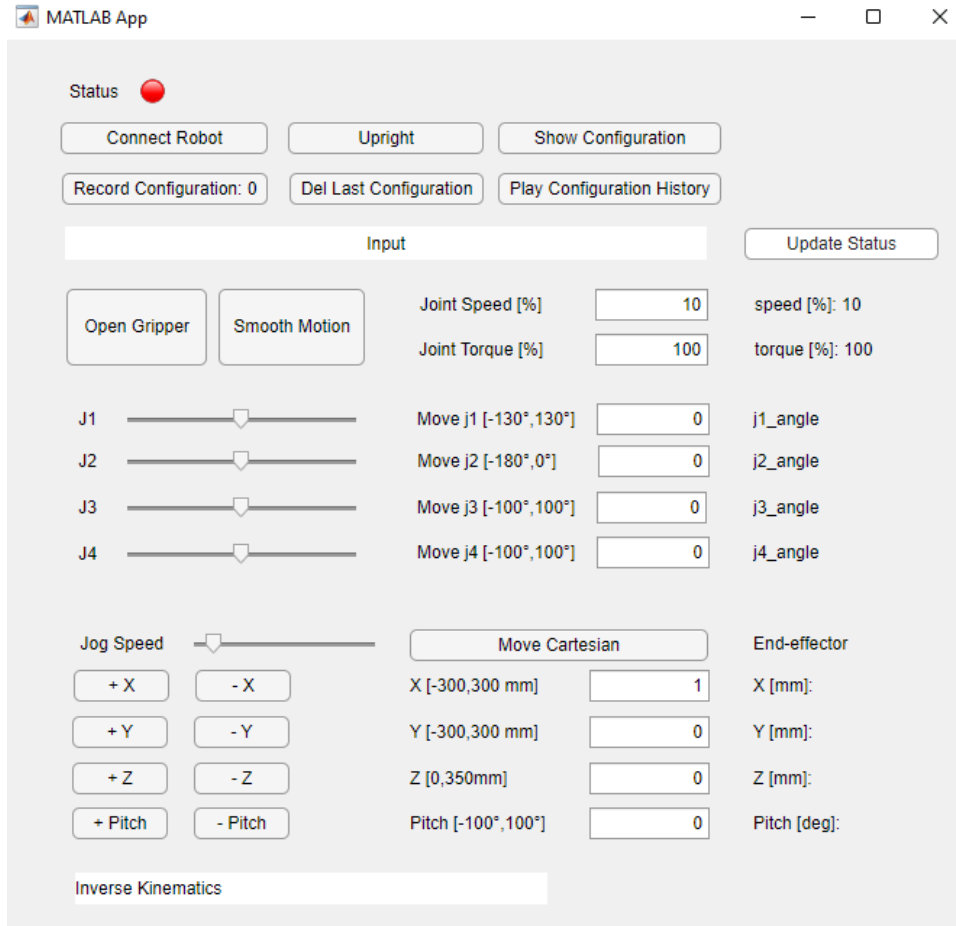 MATLAB App
Status
Connect Robot Upright Show Configuration
Record Configuration: 0 Del Last Configuration Play Configuration History
Input Update Status
Open Gripper Smooth Motion Joint Speed [%] 10 speed [%]: 10
Joint Torque [%] 100 torque [%]: 100
J1 Move j1 [-130°,130°] 0 j1_angle
J2 Move j2 [-180°,0°] 0 j2_angle
J3 Move j3 [-100°,100°] 0 j3_angle
J4 Move j4 [-100°,100°] 0 j4_angle
Jog Speed Move Cartesian End-effector
+ X - X X [-300,300 mm] 1 X [mm]:
+ Y - Y Y [-300,300 mm] 0 Y [mm]:
+ Z - Z Z [0,350mm] 0 Z [mm]:
+ Pitch - Pitch Pitch [-100°,100°] 0 Pitch [deg]:
Inverse Kinematics